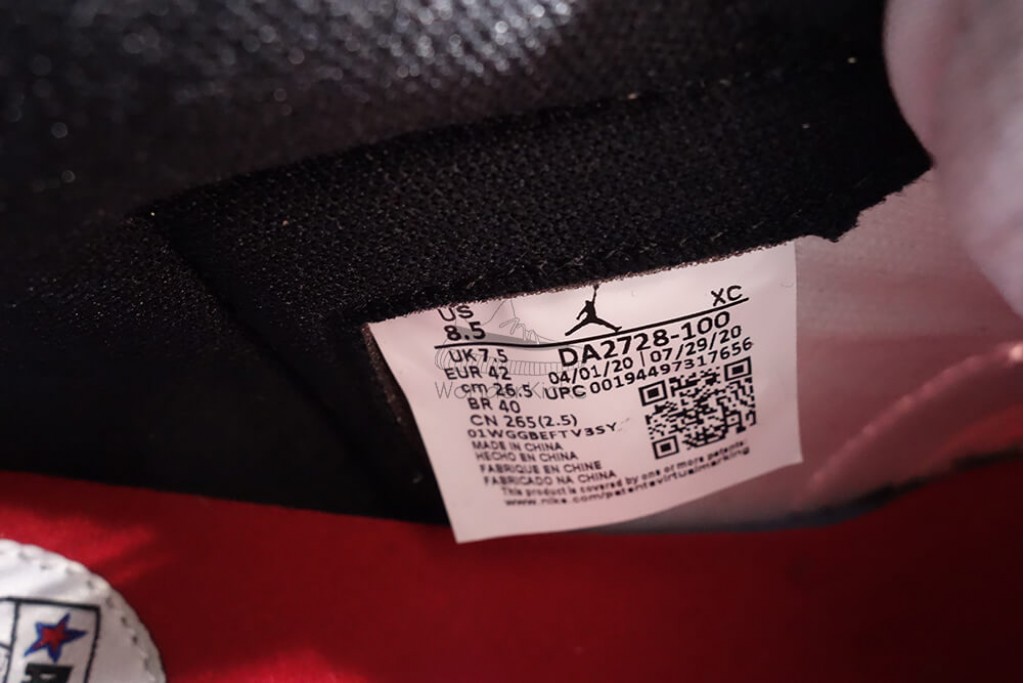 XC
US
8.5
DA2728-100
UK 7.5
04/01/20 | 07/29/20
EUR 42
UPC 00194497317656
cm 26.5
BR 40
CN 265(2.5)
01WGGBEFTV3SY
MADE IN CHINA
HECHO EN CHINA
FABRIQUE EN CHINE
FABRICADO NA CHINA
This product is covered by one or more patents:
www.nike.com/patentsvirtualmarking